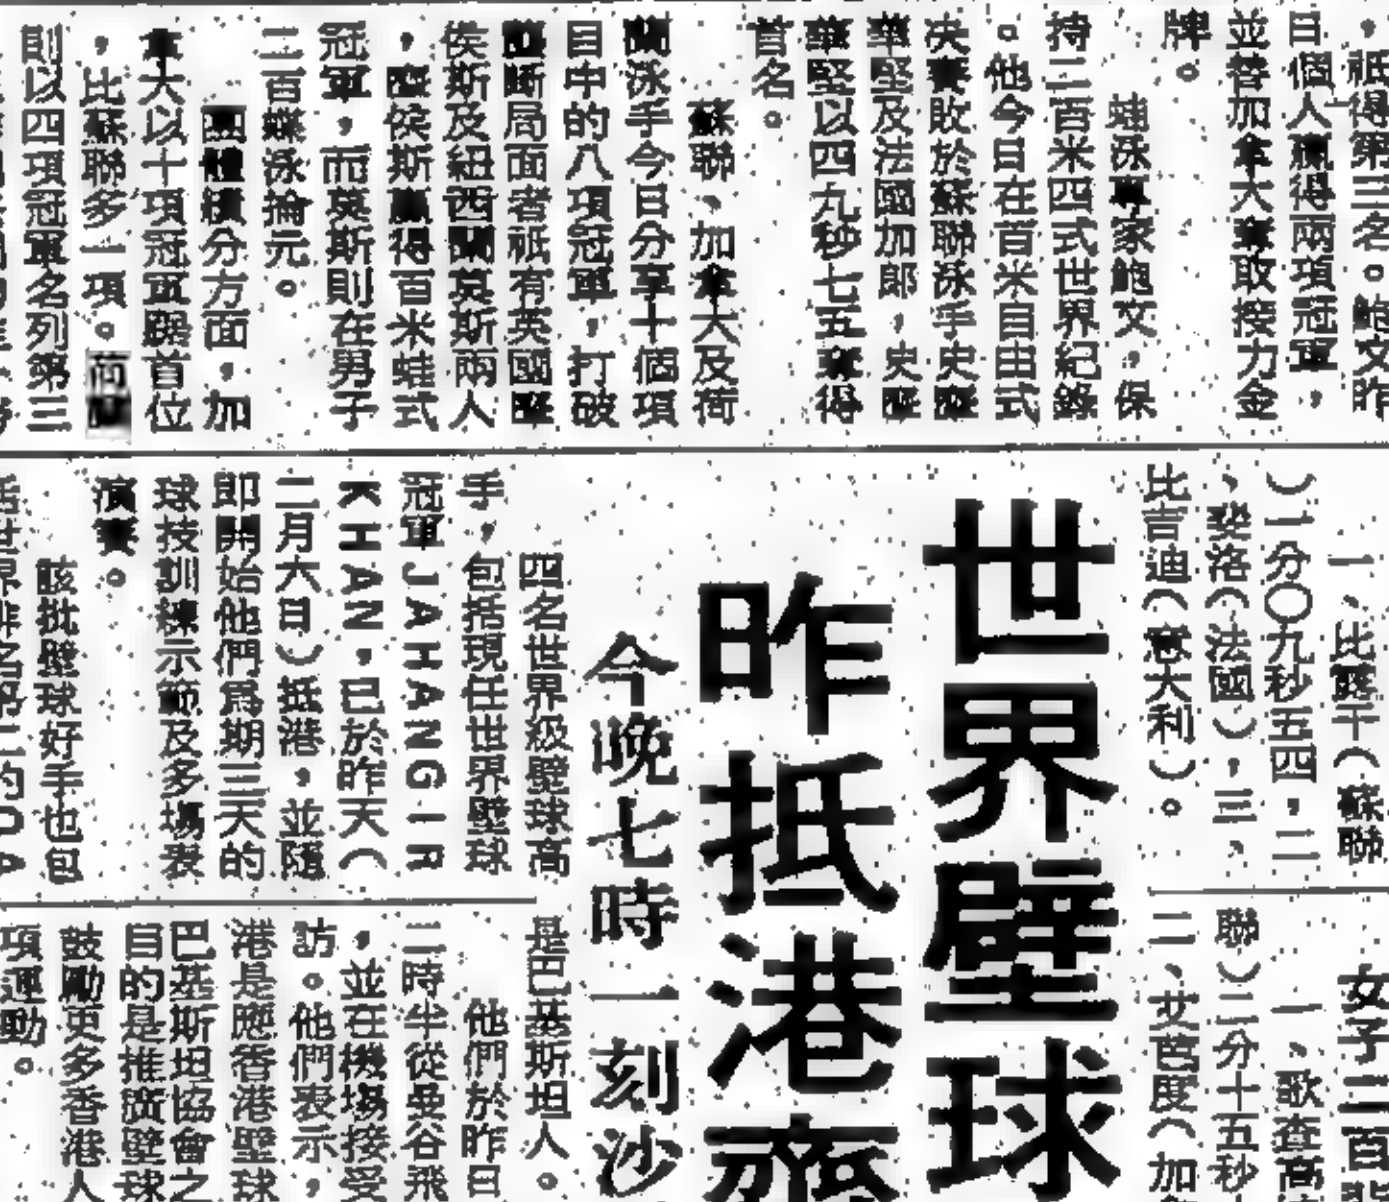 ，祇得第三名。鮑文昨
日個人贏得兩項冠軍，
並替加拿大奪取接力金
牌。
蛙泳專家鮑文，保
持二百米四式世界紀錄
。他今日在百米自由式
決賽敗於蘇聯泳手史
華堅及法國加郎，史
華堅以四九秒七五奪得
首名。
蘇聯、加拿大及荷
蘭泳手今日分享十個項
目中的八項冠軍，打破
壟斷局面者祇有英國
侯斯及紐西蘭莫斯兩人
，侯斯贏得百米蛙式
冠軍，而莫斯則在男子
二百蝶泳掄元。
團體積分方面，加
拿大以十項冠軍踞首位
，比蘇聯多一項。荷蘭
則以四項冠軍名列第三
一、比露干（蘇聯
）一分〇九秒五四，二
、斐洛（法國），三、
比吉迪（意大利）。
世界壁球
昨抵港
今晚七時一刻沙
四名世界級壁球高
手，包括現任世界壁球
冠軍JAHANGIR
KHAN，已於昨天（
二月六日）抵港，並隨
即開始他們爲期三天的
球技訓練示範及多場表
演賽。
該批壁球好手也包
括世界排名第二的
女子二百
一、歌查高
聯）二分十五秒
二、艾芭度（加
是巴基斯坦人。
他們於昨日
二時半從曼谷飛
，並在機場接受
訪。他們表示，
港是應香港壁球
巴基斯坦協會之
目的是推廣壁球
鼓勵更多香港人
項運動。